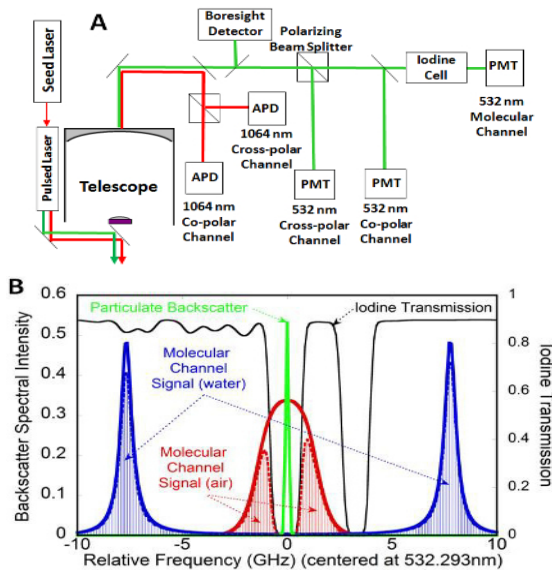 A
Seed Laser
Pulsed Laser
Telescope
Boresight
Detector
Polarizing
Beam Splitter
Iodine
Cell
PMT
532 nm
Molecular
Channel
APD
1064 nm
Cross-polar
Channel
APD
1064 nm
Co-polar
Channel
PMT
532 nm
Cross-polar
Channel
PMT
532 nm
Co-polar
Channel
B
Backscatter Spectral Intensity
0.6
0.5
0.4
0.3
0.2
0.1
0
Particulate Backscatter
Iodine Transmission
Molecular
Channel
Signal (water)
Molecular
Channel
Signal (air)
1
0.8
0.6
0.4
0.2
0
Iodine Transmission
-10
-5
0
5
10
Relative Frequency (GHz) (centered at 532.293nm)